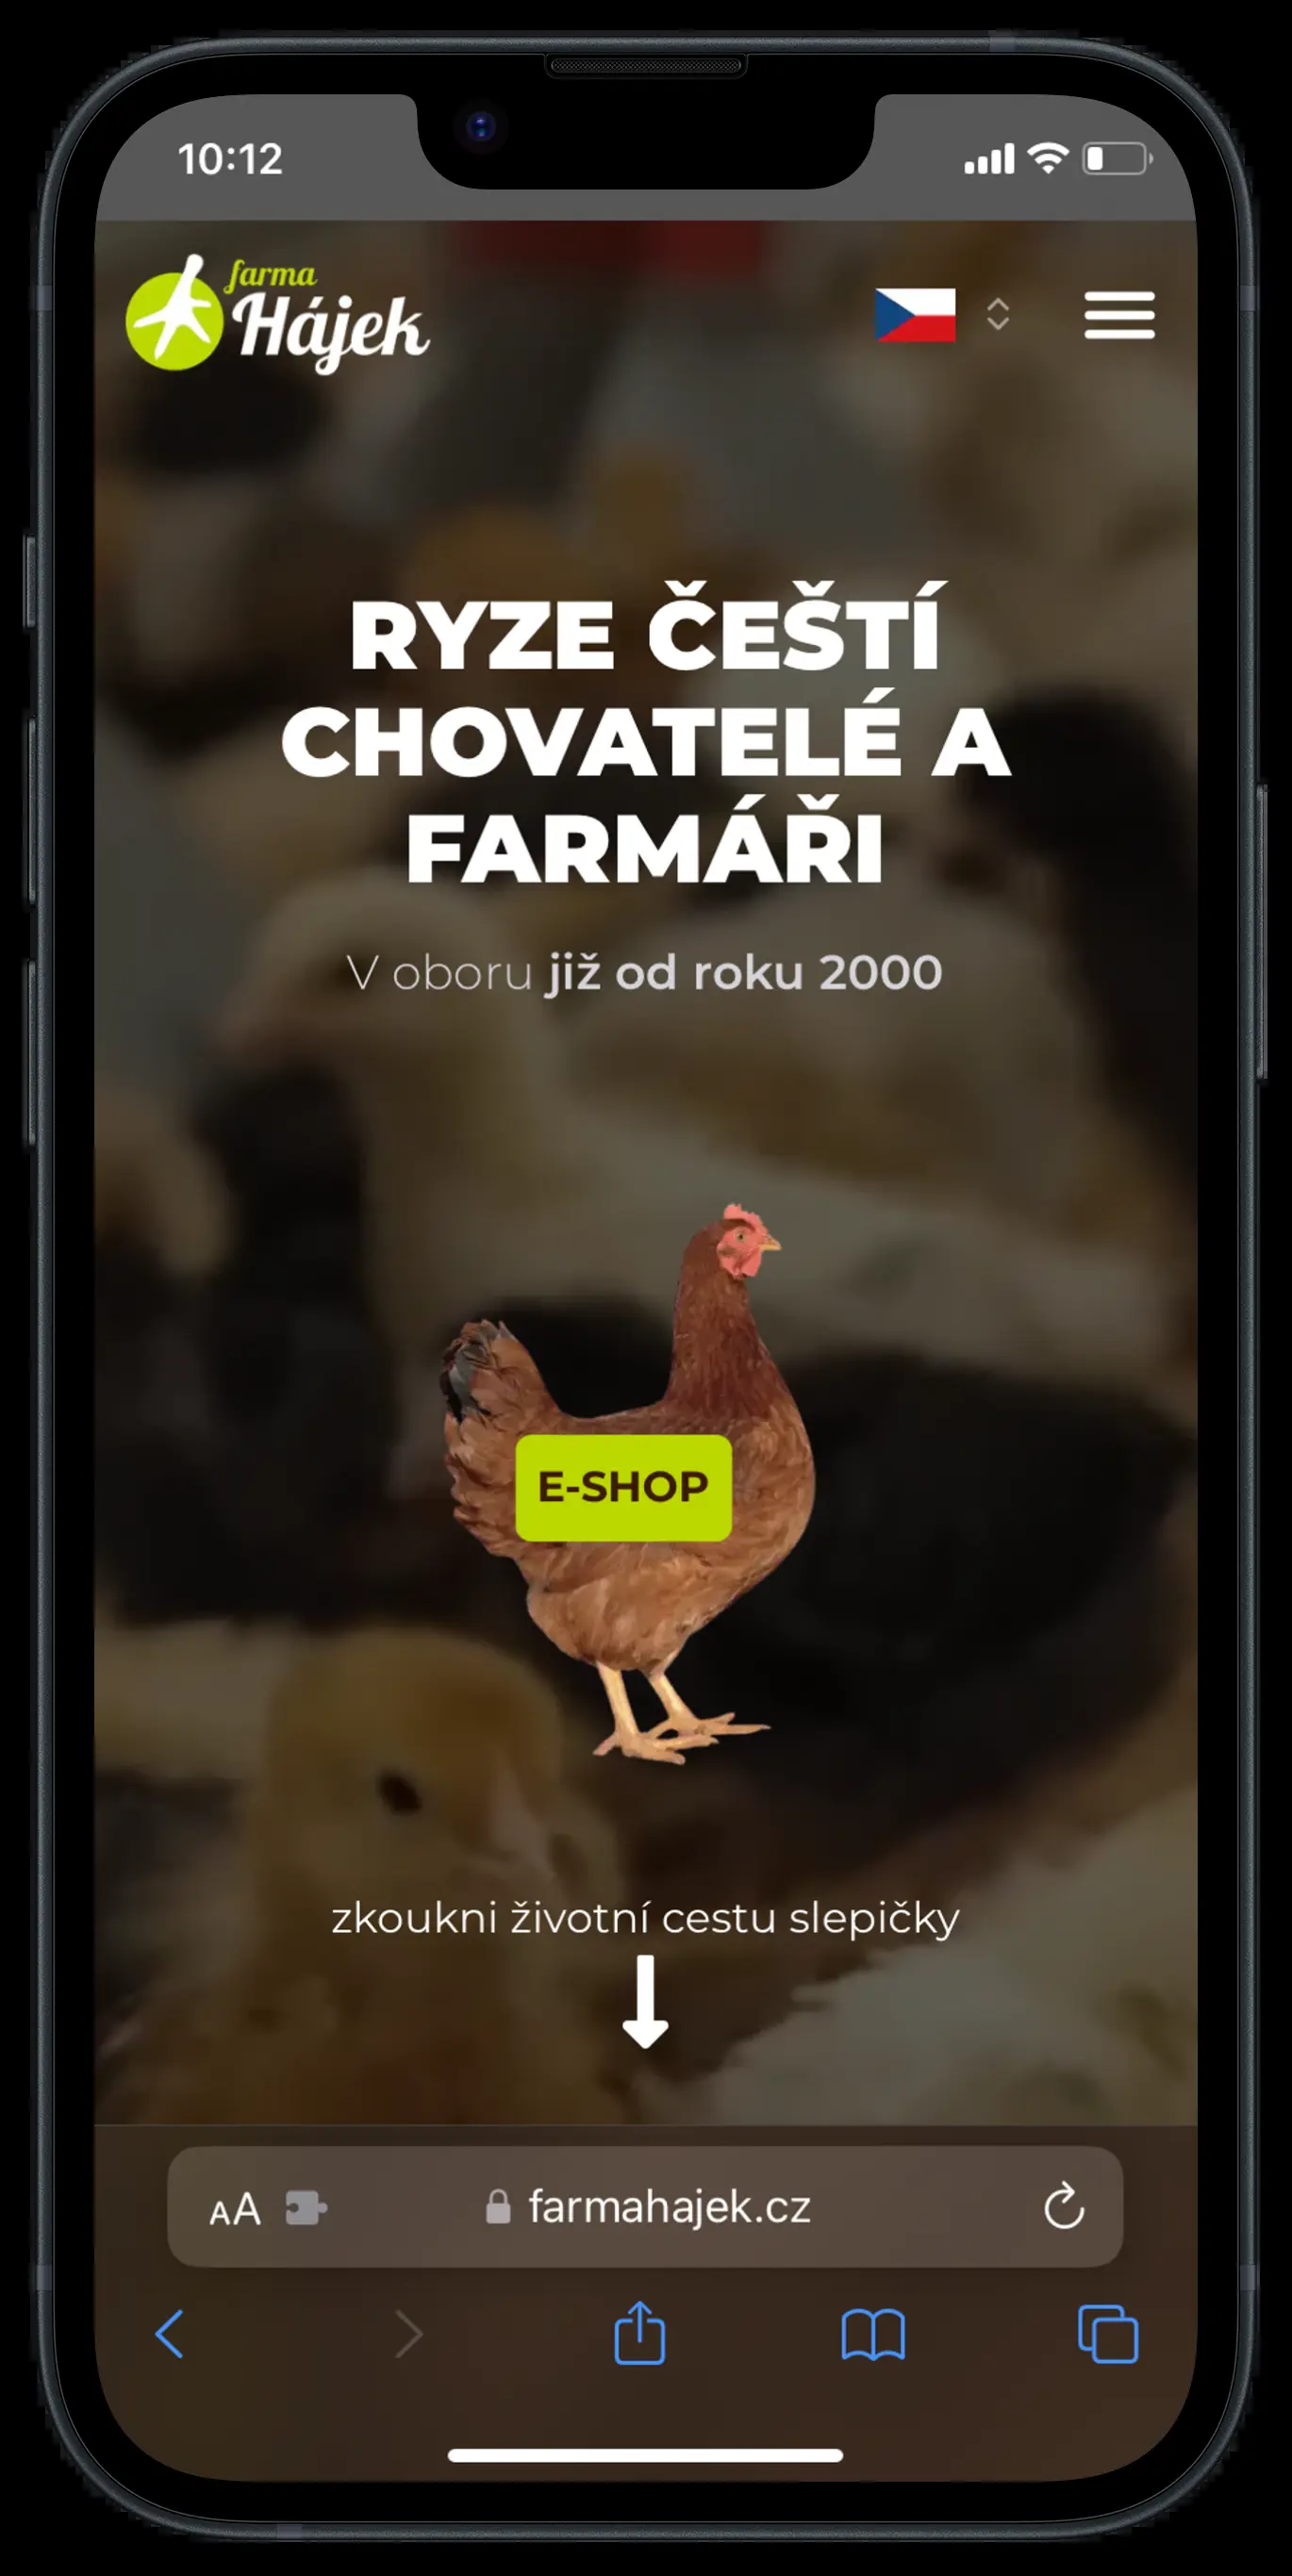 10:12
farma
Hájek
RYZE ČEŠTÍ
CHOVATELÉ A
FARMÁŘI
V oboru již od roku 2000
E-SHOP
zkoukni životní cestu slepičky
AA
farmahajek.cz